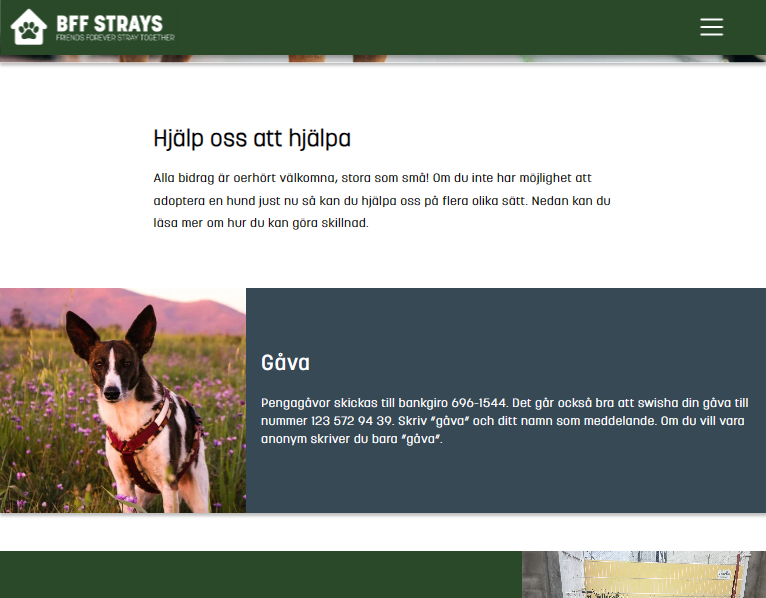 BFF STRAYS
FRIENDS FOREVER STRAY TOGETHER
Hjälp oss att hjälpa
Alla bidrag är oerhört välkomna, stora som små! Om du inte har möjlighet att
adoptera en hund just nu så kan du hjälpa oss på flera olika sätt. Nedan kan du
läsa mer om hur du kan göra skillnad.
Gåva
Pengagåvor skickas till bankgiro 696-1544. Det går också bra att swisha din gåva till
nummer 123 572 94 39. Skriv ”gåva” och ditt namn som meddelande. Om du vill vara
anonym skriver du bara ”gåva”.